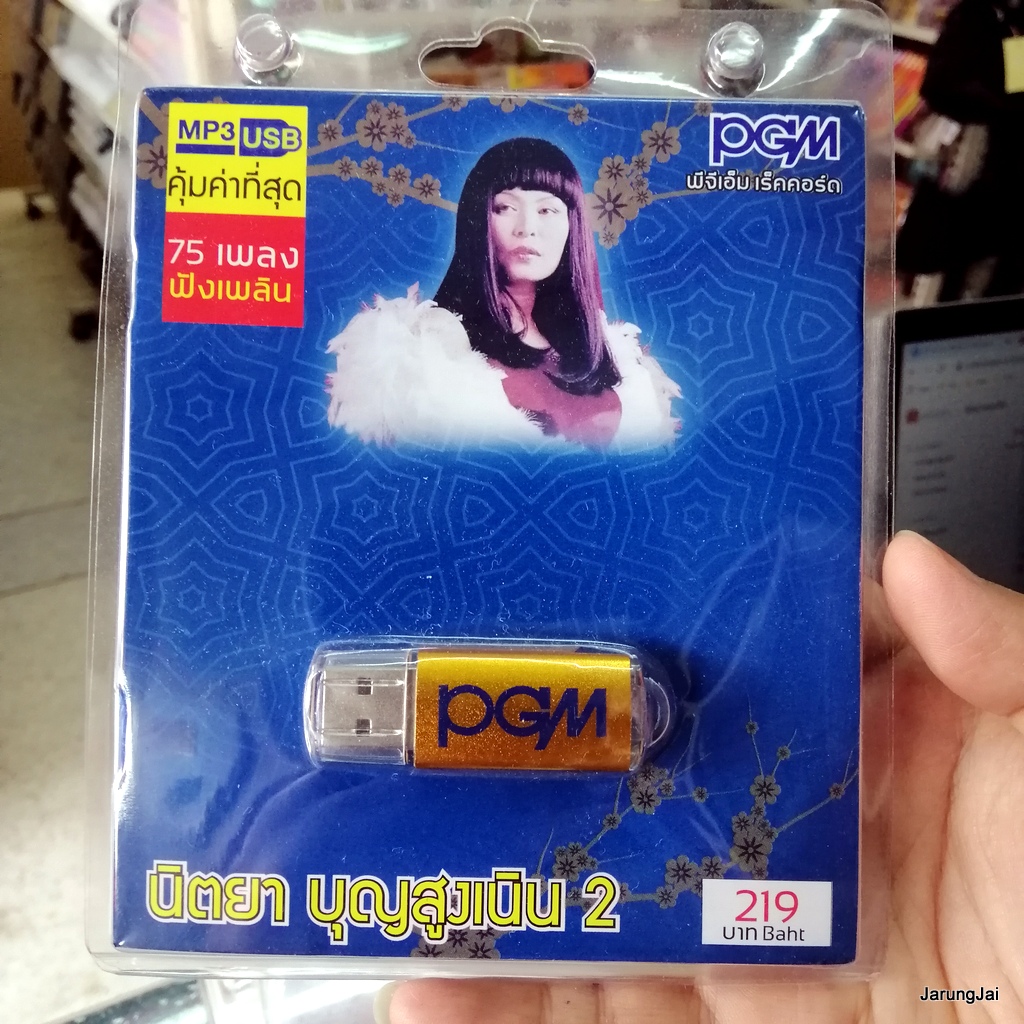 MP3 USB
คุ้มค่าที่สุด
75 เพลง
ฟังเพลิน
PGM
พีจีเอ็ม เร็คคอร์ด
PGM
นิตยา บุญสูงเนิน 2
219
บาท Baht
JarungJai